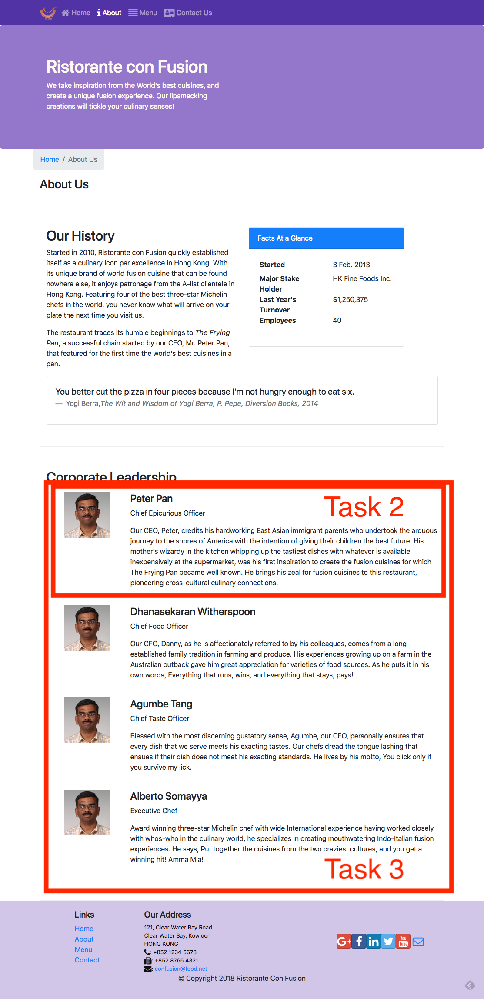 Home About Menu Contact Us
Ristorante con Fusion
We take inspiration from the World's best cuisines, and
create a unique fusion experience. Our lipsmacking
creations will tickle your culinary senses!
Home / About Us
About Us
Our History
Started in 2010, Ristorante con Fusion quickly established
itself as a culinary icon par excellence in Hong Kong. With
its unique brand of world fusion cuisine that can be found
nowhere else, it enjoys patronage from the A-list clientele in
Hong Kong. Featuring four of the best three-star Michelin
chefs in the world, you never know what will arrive on your
plate the next time you visit us.
The restaurant traces its humble beginnings to The Frying
Pan, a successful chain started by our CEO, Mr. Peter Pan,
that featured for the first time the world's best cuisines in a
pan.
Facts At a Glance
Started 3 Feb. 2013
Major Stake HK Fine Foods Inc.
Holder
Last Year's $1,250,375
Turnover
Employees 40
You better cut the pizza in four pieces because I'm not hungry enough to eat six.
— Yogi Berra,The Wit and Wisdom of Yogi Berra, P. Pepe, Diversion Books, 2014
Corporate Leadership
Task 2
Peter Pan
Chief Epicurious Officer
Our CEO, Peter, credits his hardworking East Asian immigrant parents who undertook the arduous
journey to the shores of America with the intention of giving their children the best future. His
mother's wizardy in the kitchen whipping up the tastiest dishes with whatever is available
inexpensively at the supermarket, was his first inspiration to create the fusion cuisines for which
The Frying Pan became well known. He brings his zeal for fusion cuisines to this restaurant,
pioneering cross-cultural culinary connections.
Dhanasekaran Witherspoon
Chief Food Officer
Our CFO, Danny, as he is affectionately referred to by his colleagues, comes from a long
established family tradition in farming and produce. His experiences growing up on a farm in the
Australian outback gave him great appreciation for varieties of food sources. As he puts it in his
own words, Everything that runs, wins, and everything that stays, pays!
Agumbe Tang
Chief Taste Officer
Blessed with the most discerning gustatory sense, Agumbe, our CFO, personally ensures that
every dish that we serve meets his exacting tastes. Our chefs dread the tongue lashing that
ensues if their dish does not meet his exacting standards. He lives by his motto, You click only if
you survive my lick.
Alberto Somayya
Executive Chef
Award winning three-star Michelin chef with wide International experience having worked closely
with whos-who in the culinary world, he specializes in creating mouthwatering Indo-Italian fusion
experiences. He says, Put together the cuisines from the two craziest cultures, and you get a
winning hit! Amma Mia!
Task 3
Links
Home
About
Menu
Contact
Our Address
121, Clear Water Bay Road
Clear Water Bay, Kowloon
HONG KONG
: +852 1234 5678
: +852 8765 4321
: confusion@food.net
G+ f in You Tube
© Copyright 2018 Ristorante Con Fusion